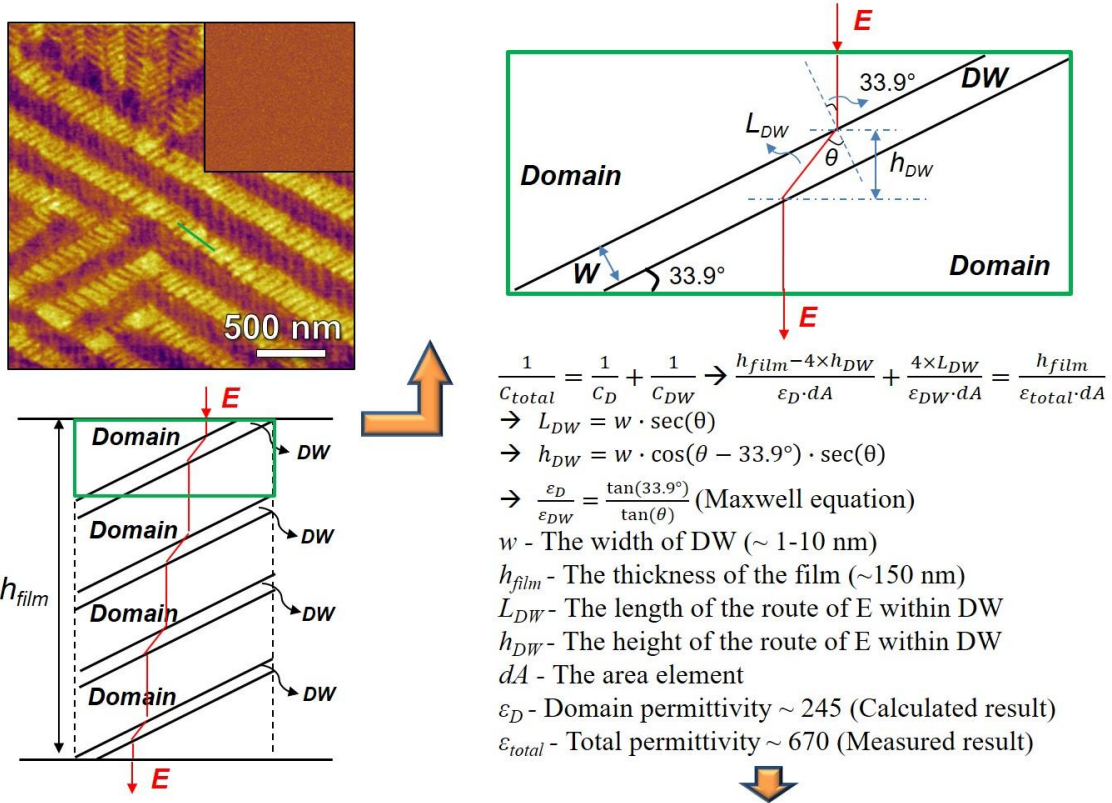 500 nm
E
Domain
DW
Domain
DW
h_film
Domain
DW
Domain
DW
E
E
33.9°
DW
L_DW
θ
h_DW
Domain
W
33.9°
Domain
E
1/C_total = 1/C_D + 1/C_DW → (h_film−4×h_DW)/(ε_D·dA) + (4×L_DW)/(ε_DW·dA) = h_film/(ε_total·dA)
→ L_DW = w · sec(θ)
→ h_DW = w · cos(θ − 33.9°) · sec(θ)
→ ε_D/ε_DW = tan(33.9°)/tan(θ) (Maxwell equation)
w - The width of DW (~ 1-10 nm)
h_film - The thickness of the film (~150 nm)
L_DW - The length of the route of E within DW
h_DW - The height of the route of E within DW
dA - The area element
ε_D - Domain permittivity ~ 245 (Calculated result)
ε_total - Total permittivity ~ 670 (Measured result)